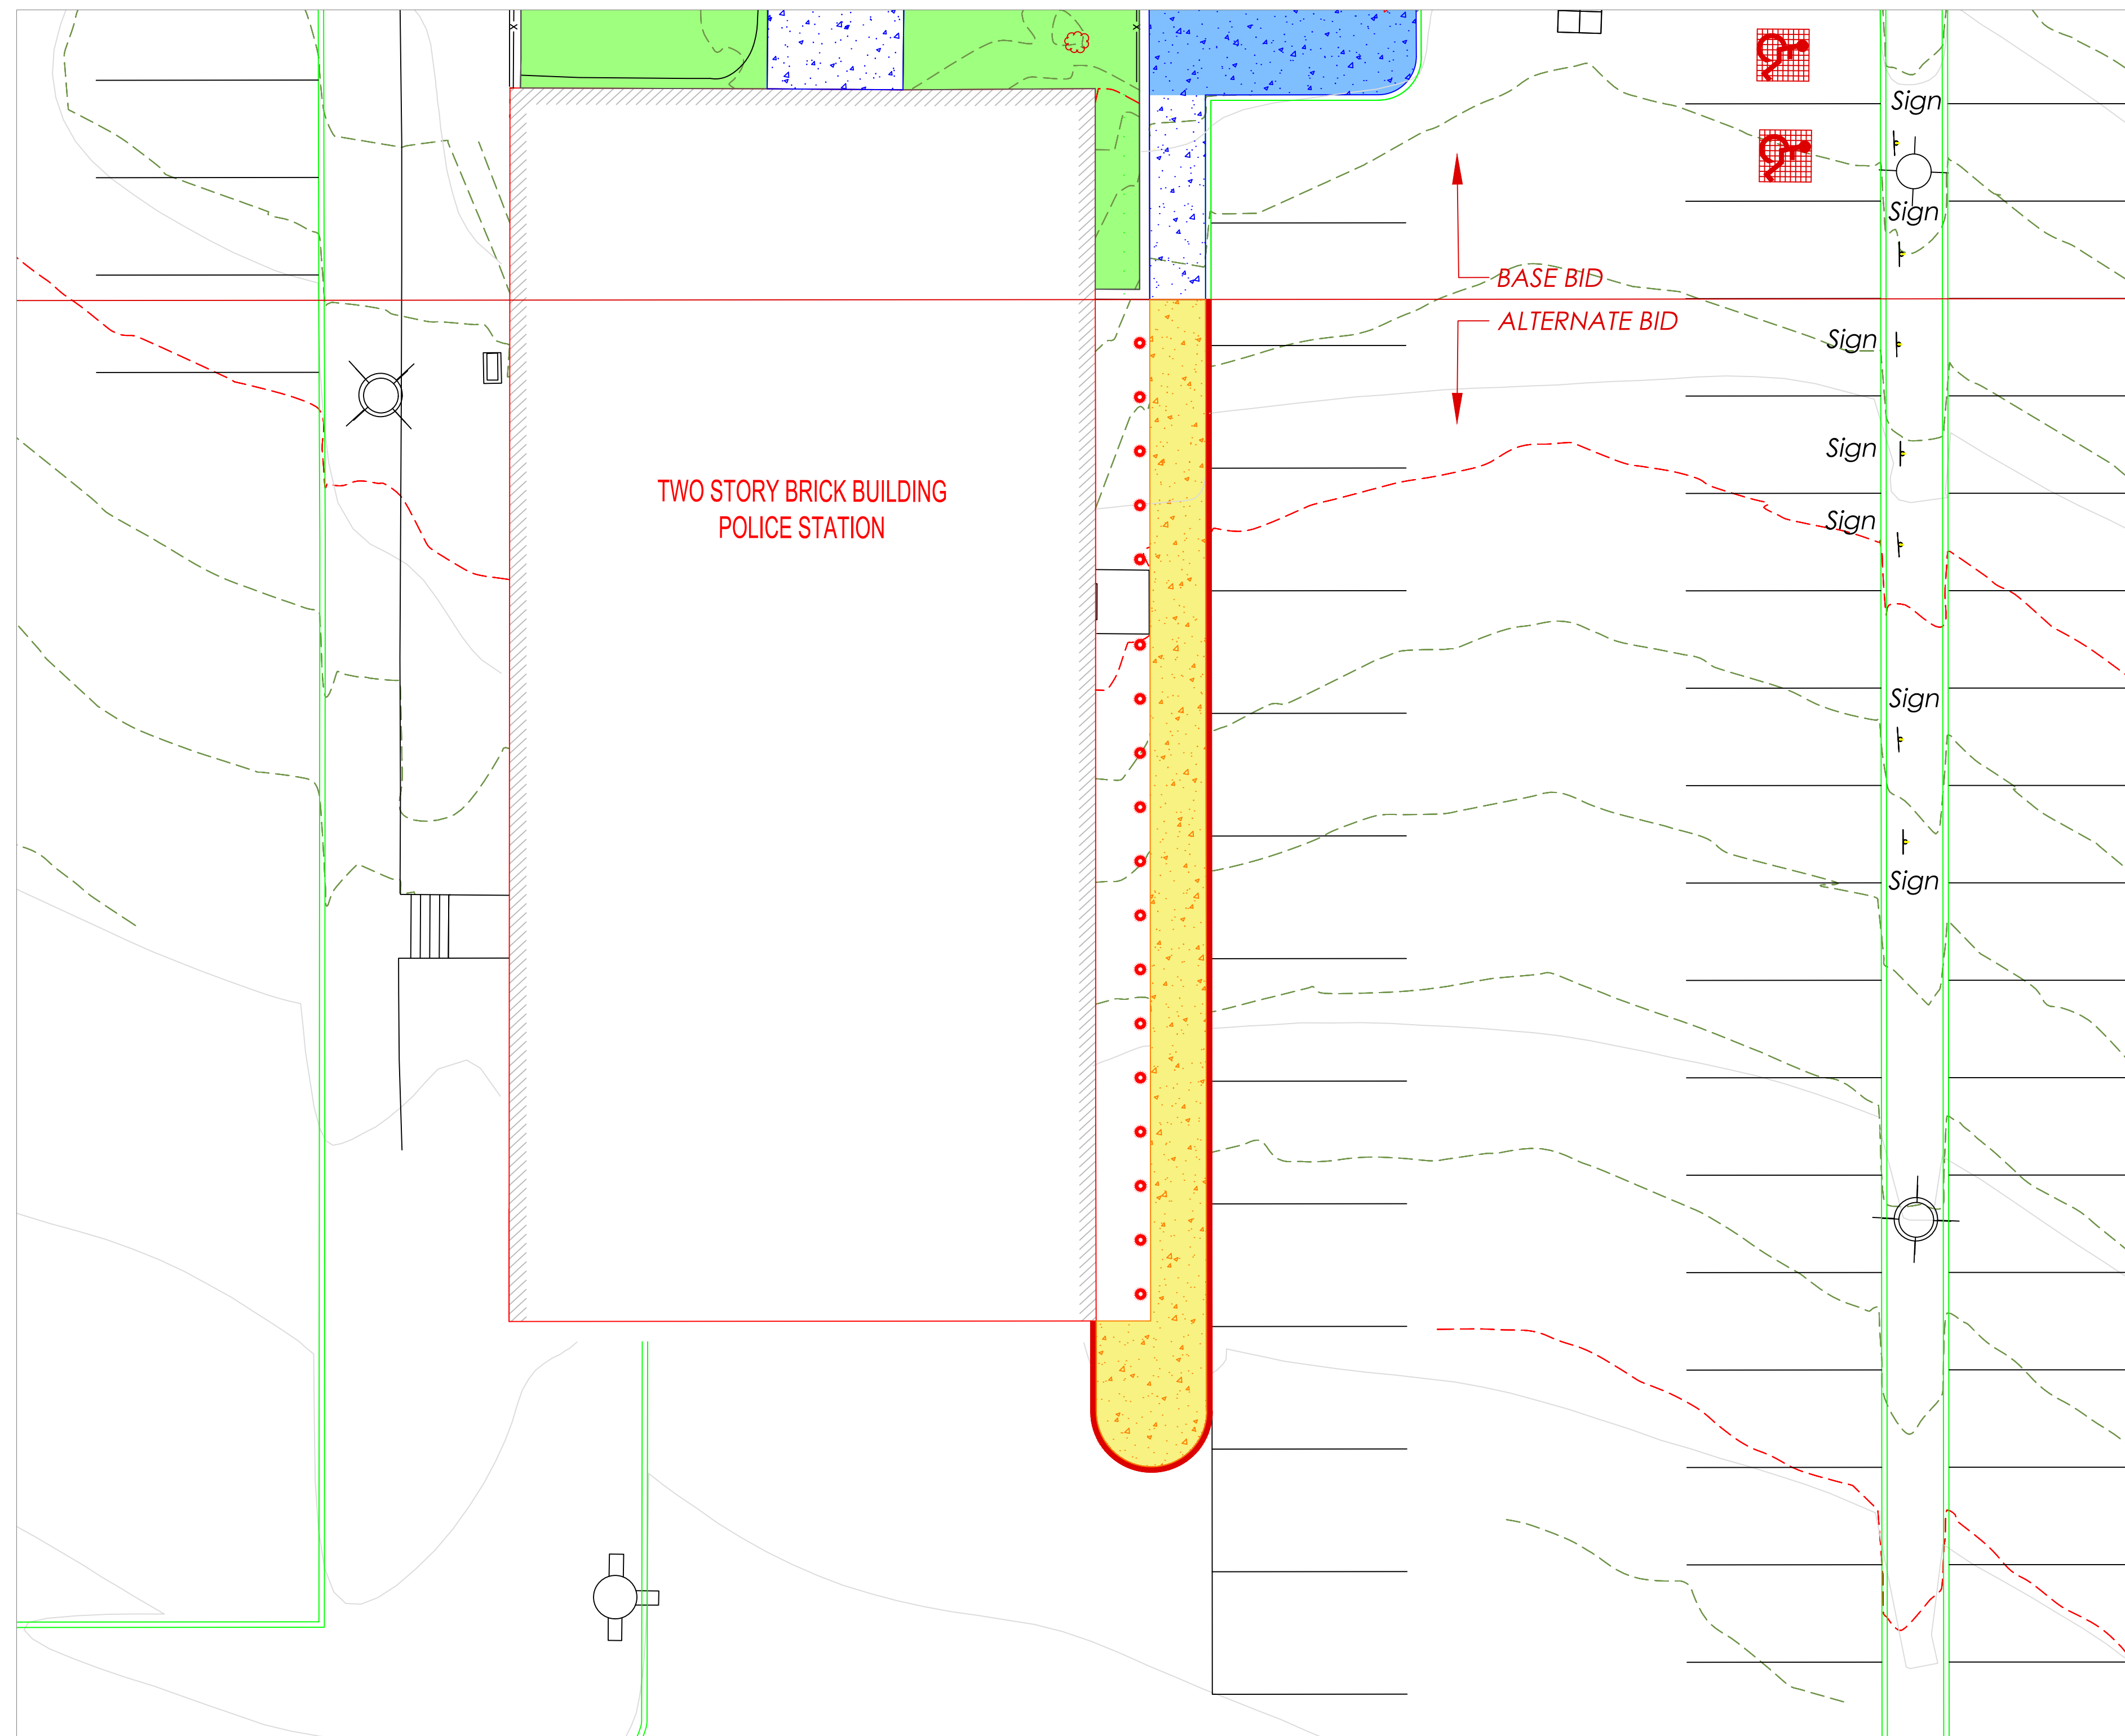 Sign
Sign
BASE BID
ALTERNATE BID
Sign
Sign
TWO STORY BRICK BUILDING
POLICE STATION
Sign
Sign
Sign